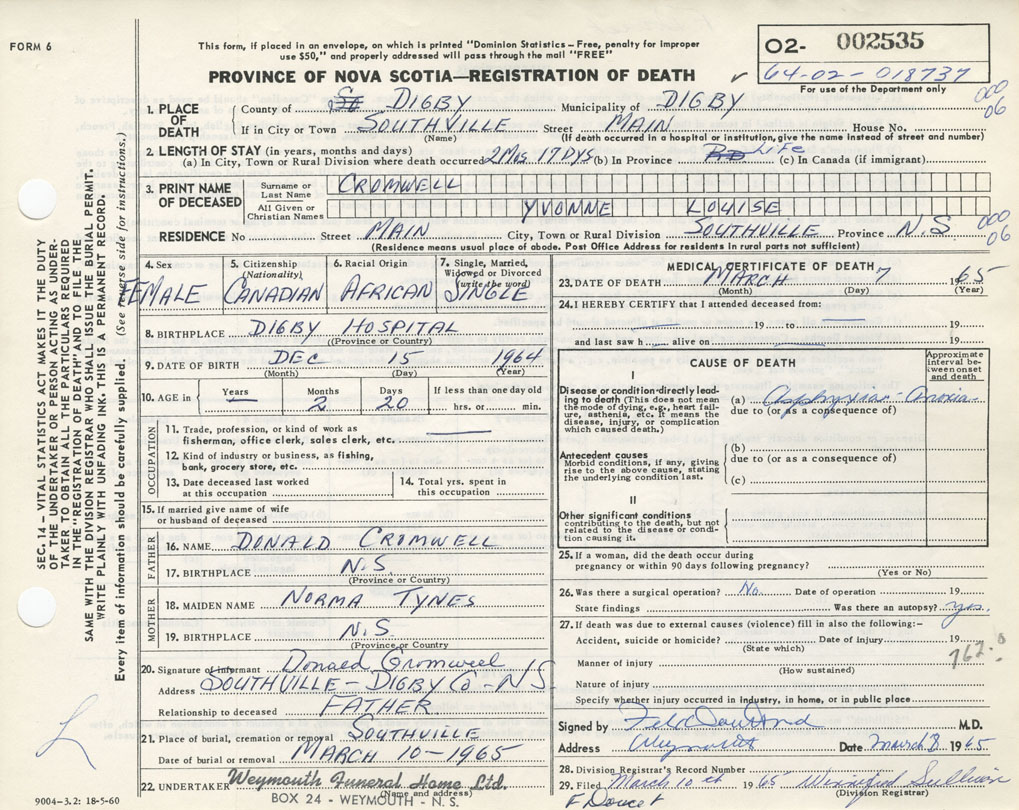 FORM 6
This form, if placed in an envelope, on which is printed "Dominion Statistics – Free, penalty for improper
use $50," and properly addressed will pass through the mail "FREE"
PROVINCE OF NOVA SCOTIA—REGISTRATION OF DEATH
O2- 002535
64-02-018737
For use of the Department only
000
06
1. PLACE OF DEATH
County of DIGBY Municipality of DIGBY
If in City or Town SOUTHVILLE Street MAIN House No.
(Name) (If death occurred in a hospital or institution, give the name instead of street and number)
2. LENGTH OF STAY (in years, months and days)
(a) In City, Town or Rural Division where death occurred 2 Mos 17 DYS (b) In Province Life (c) In Canada (if immigrant)
3. PRINT NAME OF DECEASED
Surname or Last Name CROMWELL
All Given or Christian Names YVONNE LOUISE
RESIDENCE No Street MAIN City, Town or Rural Division SOUTHVILLE Province N.S
000
06
(Residence means usual place of abode. Post Office Address for residents in rural parts not sufficient)
SEC. 14 – VITAL STATISTICS ACT MAKES IT THE DUTY
OF THE UNDERTAKER OR PERSON ACTING AS UNDER-
TAKER TO OBTAIN ALL THE PARTICULARS REQUIRED
IN THE "REGISTRATION OF DEATH" AND TO FILE THE
SAME WITH THE DIVISION REGISTRAR WHO SHALL ISSUE THE BURIAL PERMIT.
WRITE PLAINLY WITH UNFADING INK. THIS IS A PERMANENT RECORD.
Every item of information should be carefully supplied. (See reverse side for instructions.)
4. Sex FEMALE
5. Citizenship (Nationality) CANADIAN
6. Racial Origin AFRICAN
7. Single, Married, Widowed or Divorced (write the word) SINGLE
8. BIRTHPLACE DIGBY HOSPITAL
(Province or Country)
9. DATE OF BIRTH DEC 15 1964
(Month) (Day) (Year)
10. AGE in Years Months 2 Days 20 If less than one day old hrs. or min.
OCCUPATION
11. Trade, profession, or kind of work as
fisherman, office clerk, sales clerk, etc.
12. Kind of industry or business, as fishing,
bank, grocery store, etc.
13. Date deceased last worked at this occupation
14. Total yrs. spent in this occupation
15. If married give name of wife
or husband of deceased
FATHER
16. NAME DONALD CROMWELL
17. BIRTHPLACE N.S.
(Province or Country)
MOTHER
18. MAIDEN NAME NORMA TYNES
19. BIRTHPLACE N.S.
(Province or Country)
20. Signature of informant Donald Cromwell
Address SOUTHVILLE – DIGBY CO – NS
Relationship to deceased FATHER
21. Place of burial, cremation or removal SOUTHVILLE
Date of burial or removal MARCH 10 – 1965
22. UNDERTAKER Weymouth Funeral Home Ltd.
(Name and address)
BOX 24 - WEYMOUTH - N. S.
9004–3.2: 18-5-60
MEDICAL CERTIFICATE OF DEATH
23. DATE OF DEATH MARCH 7 1965
(Month) (Day) (Year)
24. I HEREBY CERTIFY that I attended deceased from:
19 to 19
and last saw h alive on 19
CAUSE OF DEATH
Approximate interval between onset and death
I
Disease or condition directly lead-
ing to death (This does not mean
the mode of dying, e.g., heart fail-
ure, asthenia, etc. It means the
disease, injury, or complication
which caused death.)
(a) Asphyxia - Anoxia
due to (or as a consequence of)
Antecedent causes
Morbid conditions, if any, giving
rise to the above cause, stating
the underlying condition last.
(b)
due to (or as a consequence of)
(c)
II
Other significant conditions
contributing to the death, but not
related to the disease or condi-
tion causing it.
25. If a woman, did the death occur during
pregnancy or within 90 days following pregnancy?
(Yes or No)
26. Was there a surgical operation? No. Date of operation 19
State findings Was there an autopsy? yes.
27. If death was due to external causes (violence) fill in also the following:–
Accident, suicide or homicide? Date of injury 19
(State which)
762.0
Manner of injury
(How sustained)
Nature of injury
Specify whether injury occurred in industry, in home, or in public place
Signed by M.D.
Address Weymouth Date March 8 1965
28. Division Registrar's Record Number
29. Filed March 10 1965 Winnifred Sullivan
(Division Registrar)
F Doucet